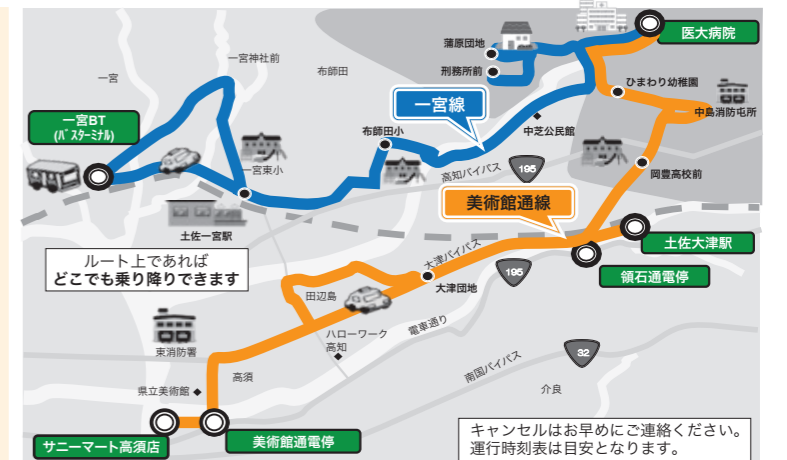 医大病院
蒲原団地
一宮神社前
一宮
布師田
刑務所前
ひまわり幼稚園
一宮線
中島消防屯所
一宮BT
(バスターミナル)
布師田小
中芝公民館
一宮東小
高知バイパス
195
岡豊高校前
美術館通線
土佐一宮駅
土佐大津駅
ルート上であれば
どこでも乗り降りできます
大津バイパス
195
領石通電停
大津団地
田辺島
電車通り
ハローワーク
高知
東消防署
南国バイパス
32
高須
県立美術館
介良
サニーマート高須店
美術館通電停
キャンセルはお早めにご連絡ください。
運行時刻表は目安となります。